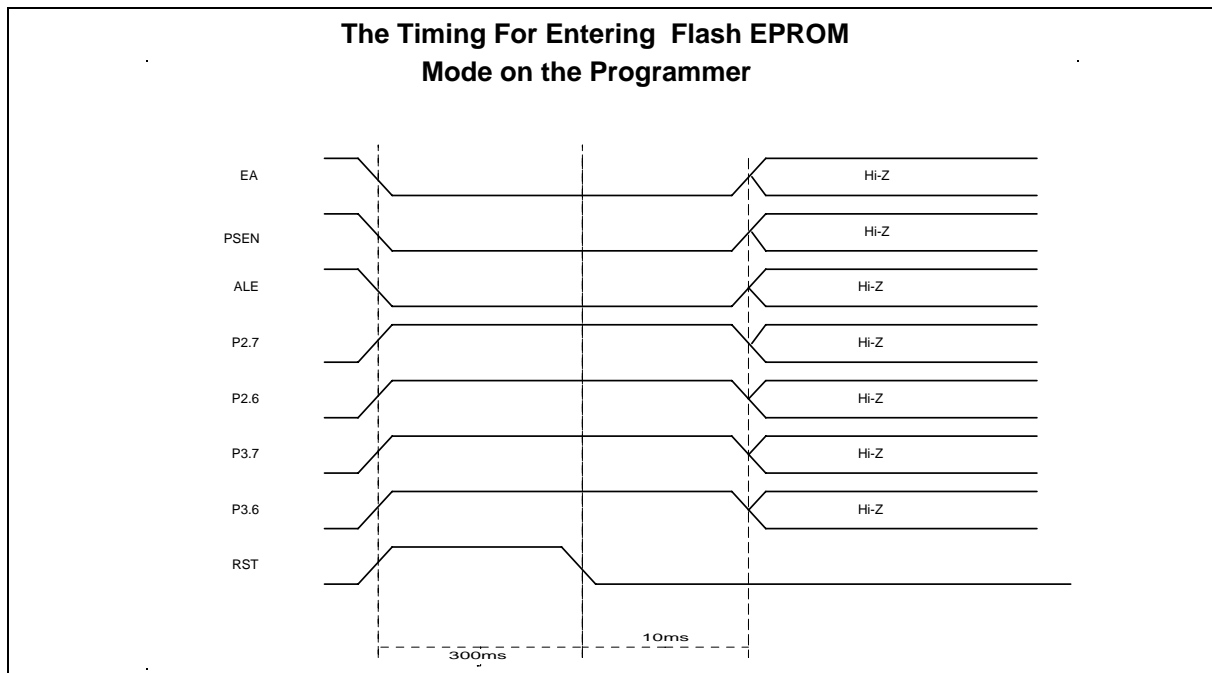 The Timing For Entering Flash EPROM
Mode on the Programmer
EA
Hi-Z
PSEN
Hi-Z
ALE
Hi-Z
P2.7
Hi-Z
P2.6
Hi-Z
P3.7
Hi-Z
P3.6
Hi-Z
RST
10ms
300ms